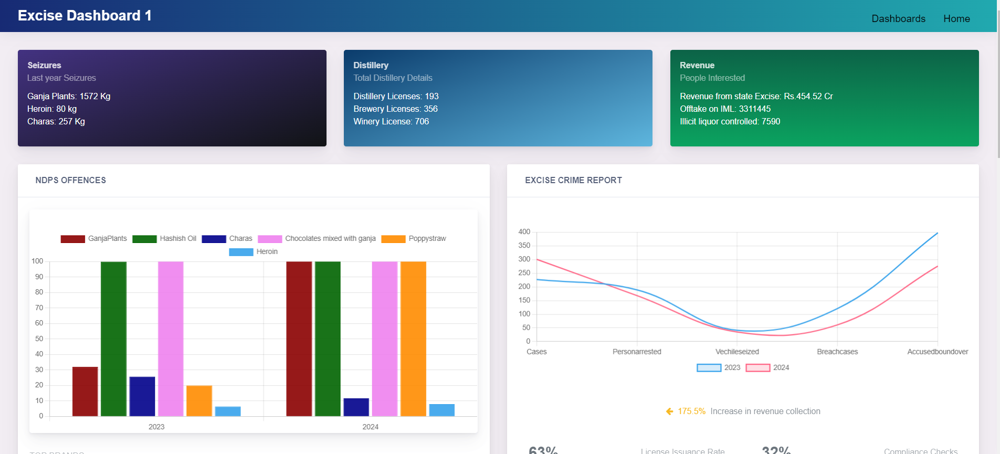 Excise Dashboard 1
Dashboards Home
Seizures
Last year Seizures
Ganja Plants: 1572 Kg
Heroin: 80 kg
Charas: 257 Kg
Distillery
Total Distillery Details
Distillery Licenses: 193
Brewery Licenses: 356
Winery License: 706
Revenue
People Interested
Revenue from state Excise: Rs.454.52 Cr
Offtake on IML: 3311445
Illicit liquor controlled: 7590
NDPS OFFENCES
GanjaPlants Hashish Oil Charas Chocolates mixed with ganja Poppystraw
Heroin
100
90
80
70
60
50
40
30
20
10
0
2023 2024
TOP BRANDS
EXCISE CRIME REPORT
400
350
300
250
200
150
100
50
0
Cases Personarrested Vechileseized Breachcases Accusedboundover
2023 2024
175.5% Increase in revenue collection
63% License Issuance Rate 32% Compliance Checks